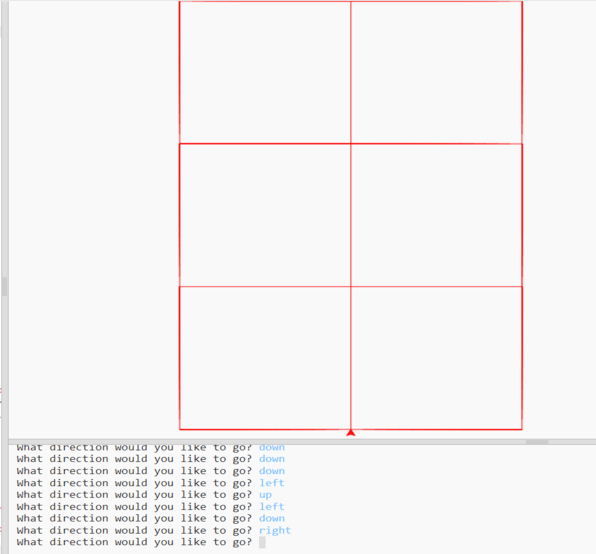 What direction would you like to go? down
What direction would you like to go? down
What direction would you like to go? down
What direction would you like to go? left
What direction would you like to go? up
What direction would you like to go? left
What direction would you like to go? down
What direction would you like to go? right
What direction would you like to go?